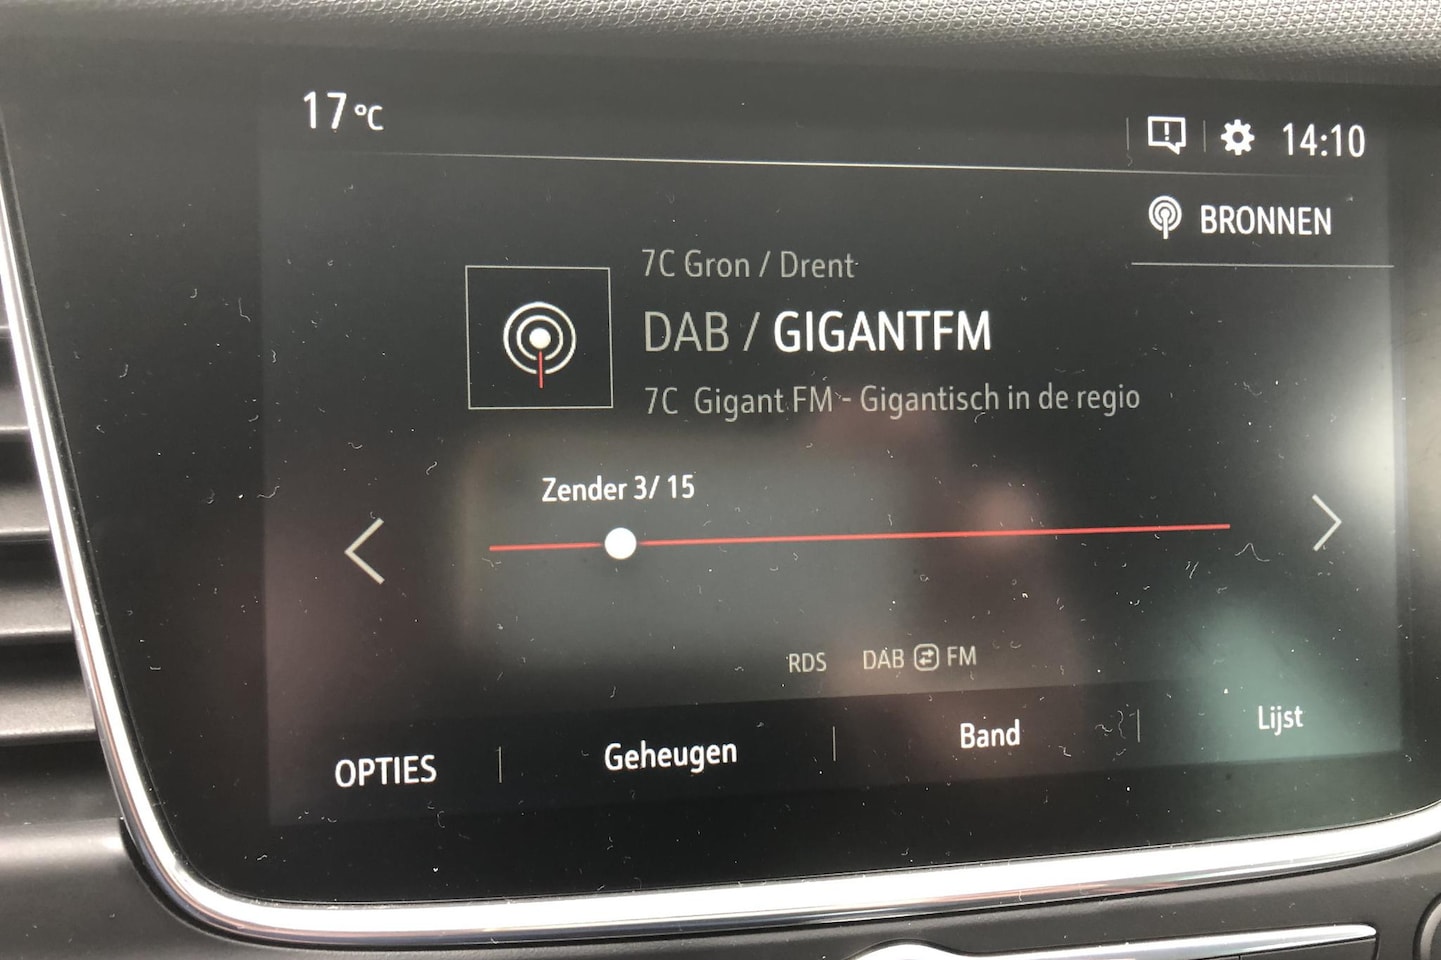 17 °C
14:10
BRONNEN
7C Gron / Drent
DAB / GIGANTFM
7C Gigant FM - Gigantisch in de regio
Zender 3/ 15
RDS DAB FM
OPTIES Geheugen Band Lijst